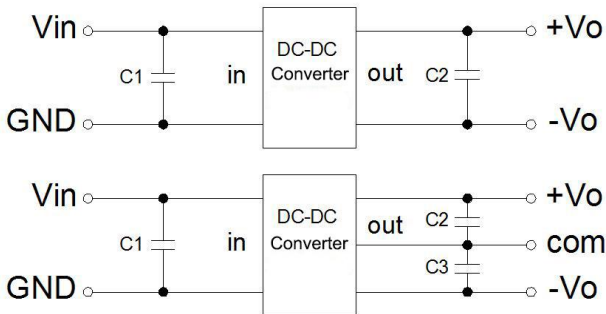 Vin
DC-DC
Converter
+Vo
C1
in
out
C2
GND
-Vo
Vin
DC-DC
Converter
+Vo
out
C2
C1
in
com
C3
GND
-Vo